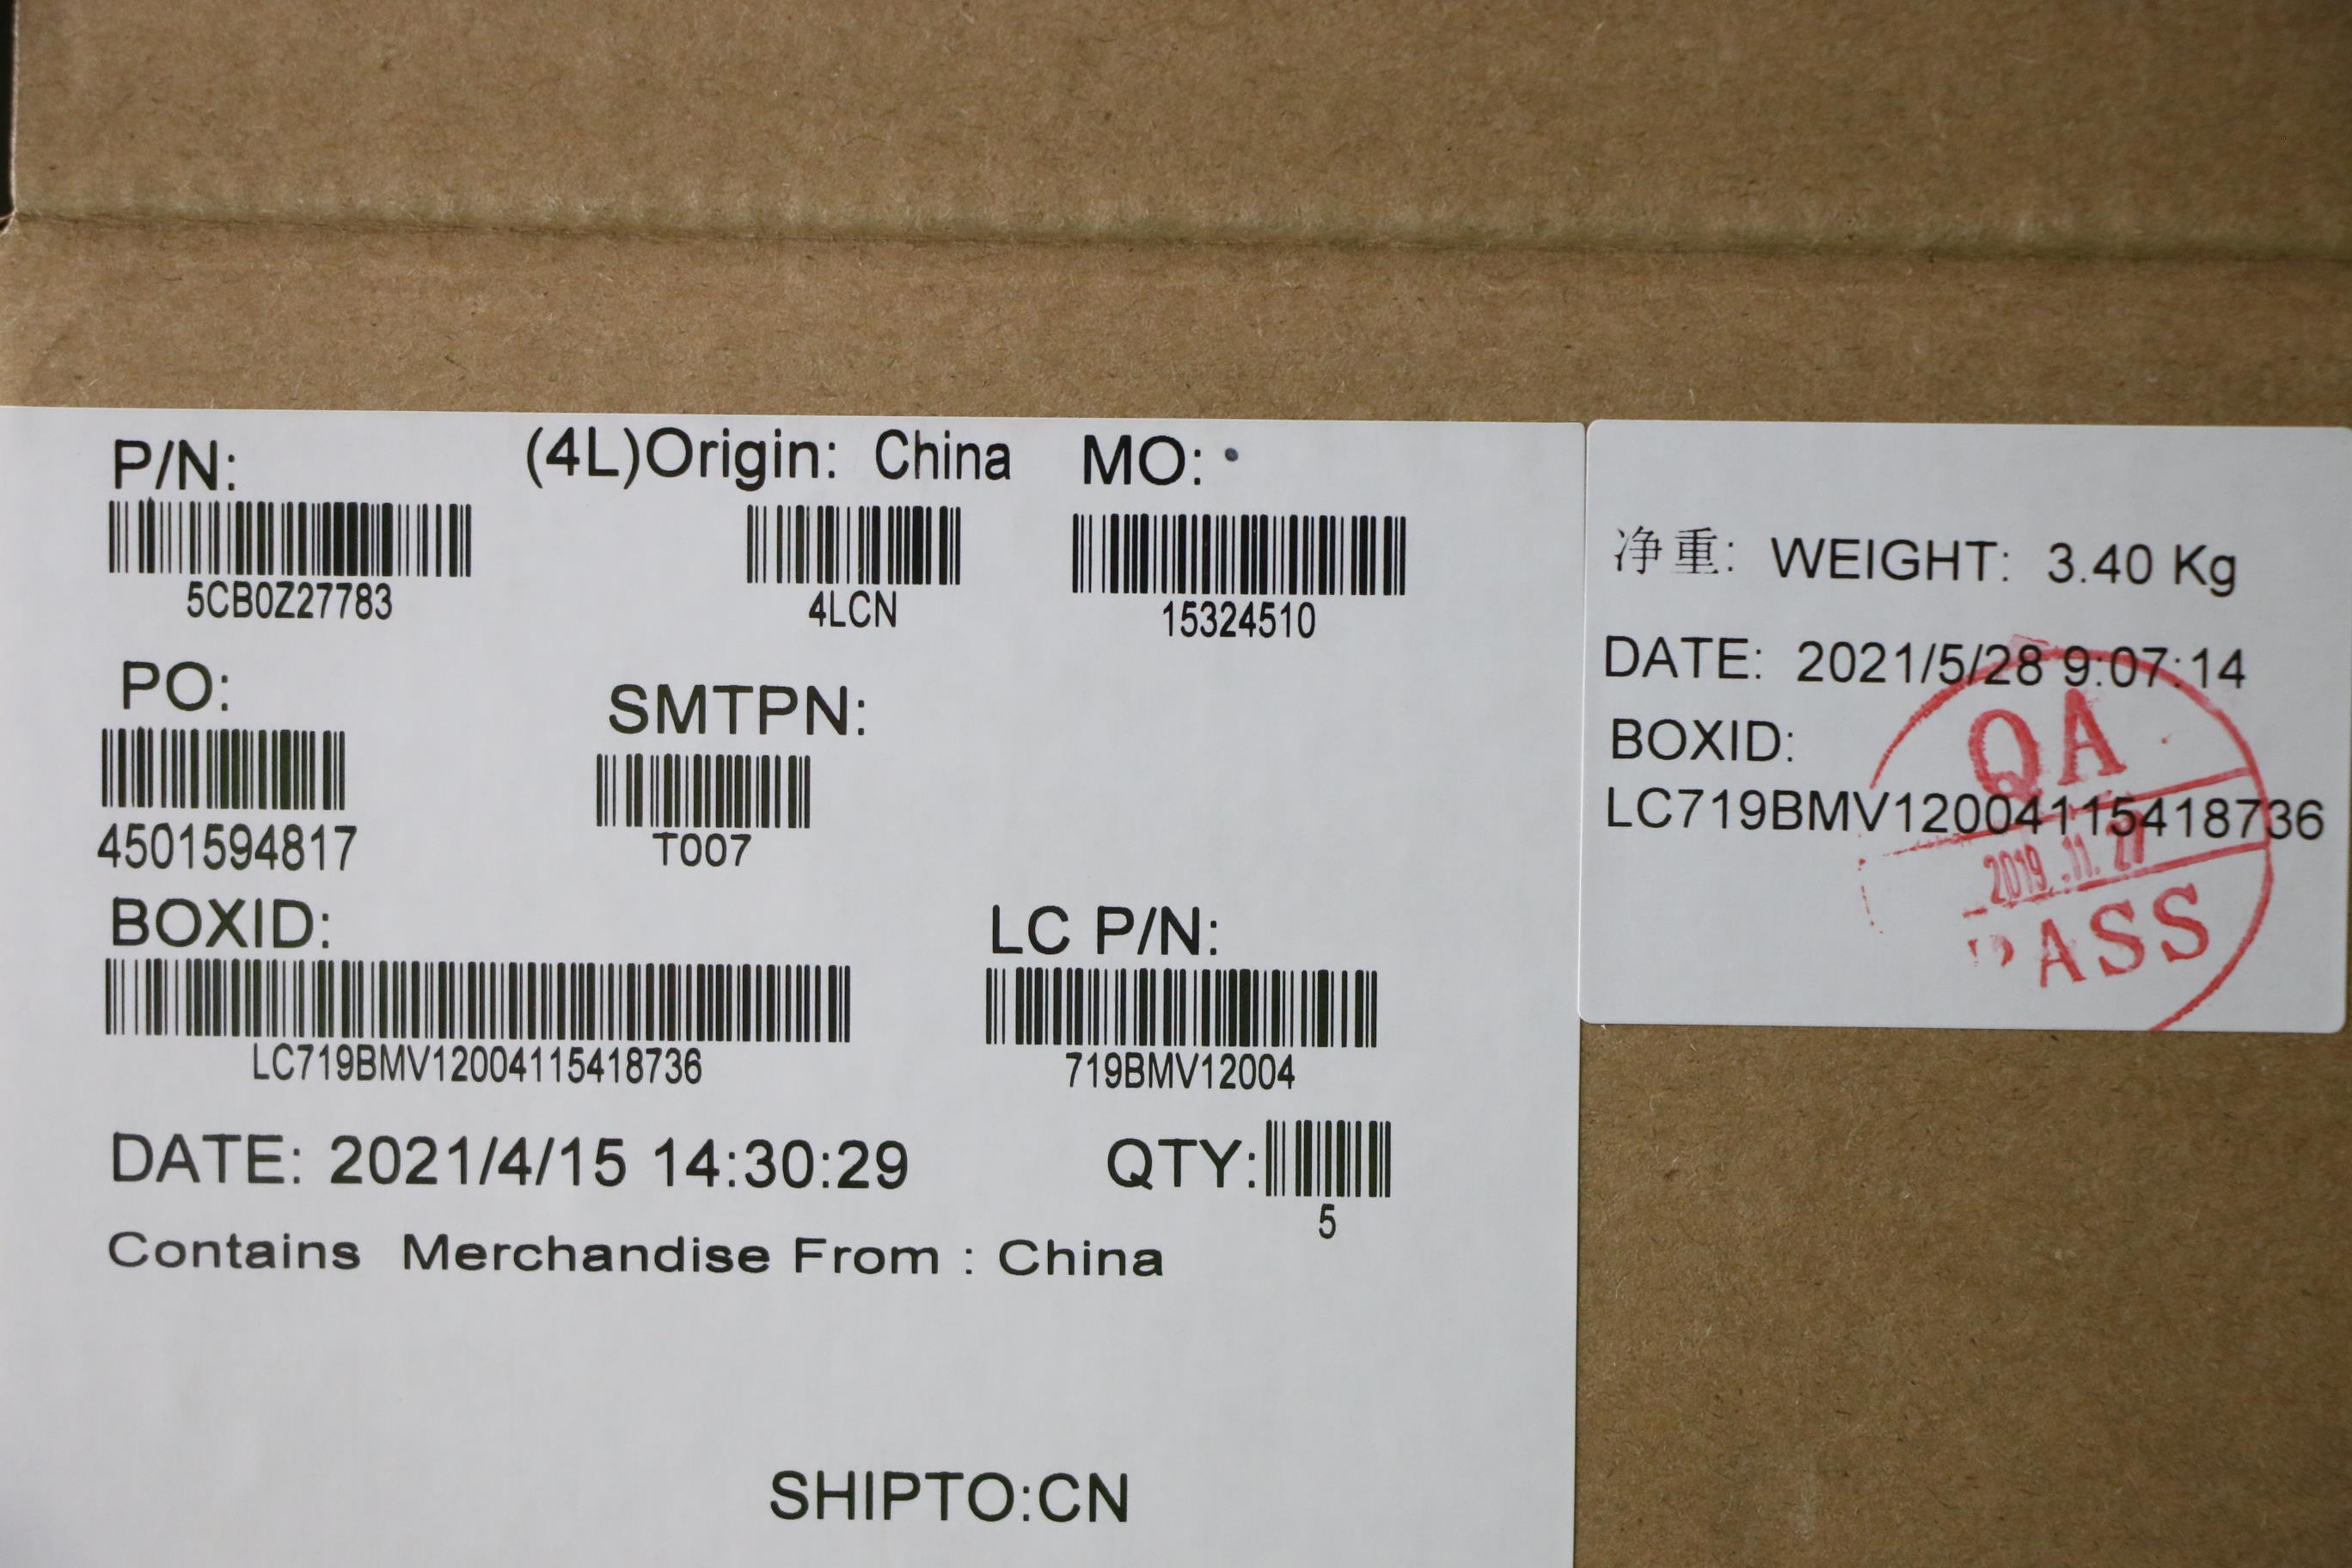 P/N: (4L)Origin: China MO:
5CB0Z27783 4LCN 15324510
PO: SMTPN:
4501594817 T007
BOXID: LC P/N:
LC719BMV12004115418736 719BMV12004
DATE: 2021/4/15 14:30:29 QTY:
5
Contains Merchandise From : China
SHIPTO:CN
净重: WEIGHT: 3.40 Kg
DATE: 2021/5/28 9:07:14
BOXID:
LC719BMV12004115418736
QA
2019.11.27
PASS